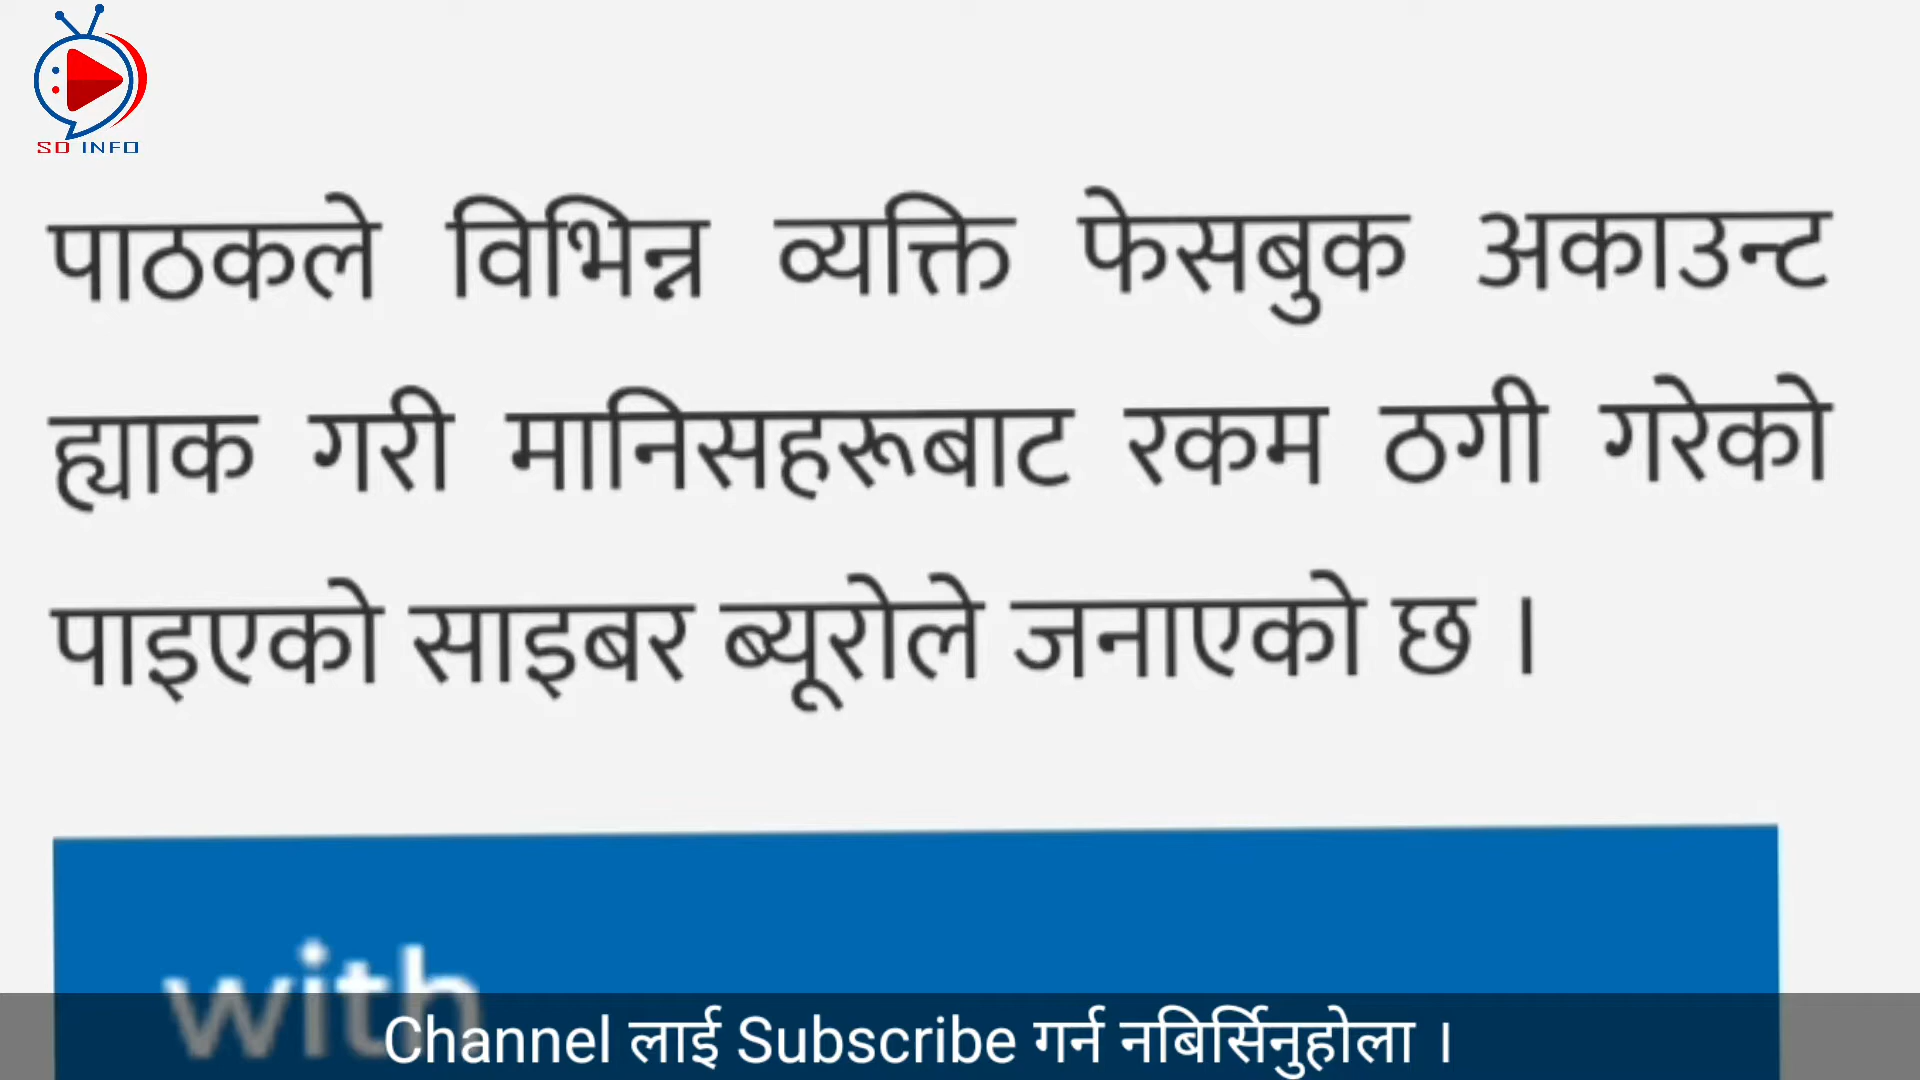 SO INFO
पाठकले विभिन्न व्यक्ति फेसबुक अकाउन्ट
ह्याक गरी मानिसहरूबाट रकम ठगी गरेको
पाइएको साइबर ब्यूरोले जनाएको छ ।
with
Channel लाई Subscribe गर्न नबिर्सिनुहोला ।